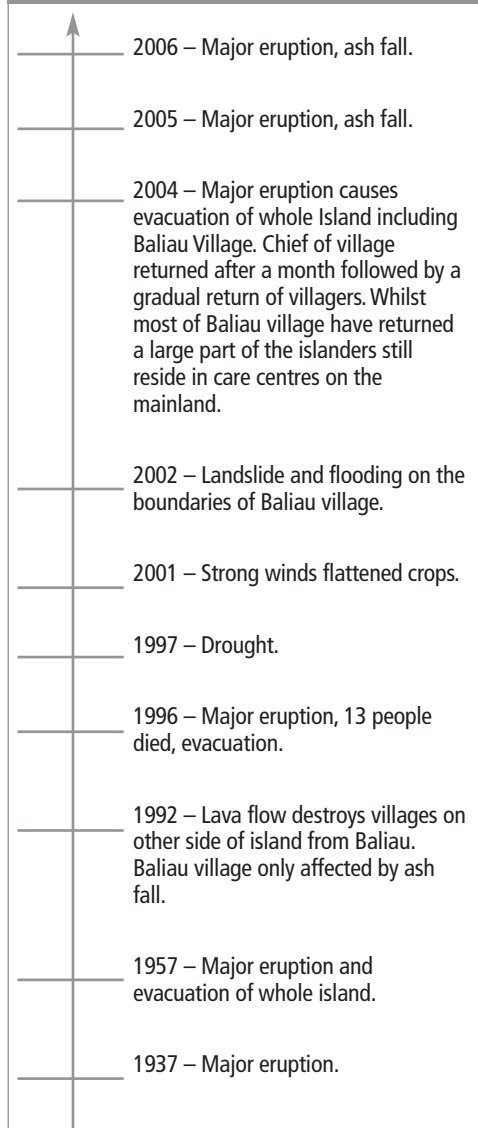 2006 – Major eruption, ash fall.
2005 – Major eruption, ash fall.
2004 – Major eruption causes
evacuation of whole Island including
Baliau Village. Chief of village
returned after a month followed by a
gradual return of villagers. Whilst
most of Baliau village have returned
a large part of the islanders still
reside in care centres on the
mainland.
2002 – Landslide and flooding on the
boundaries of Baliau village.
2001 – Strong winds flattened crops.
1997 – Drought.
1996 – Major eruption, 13 people
died, evacuation.
1992 – Lava flow destroys villages on
other side of island from Baliau.
Baliau village only affected by ash
fall.
1957 – Major eruption and
evacuation of whole island.
1937 – Major eruption.